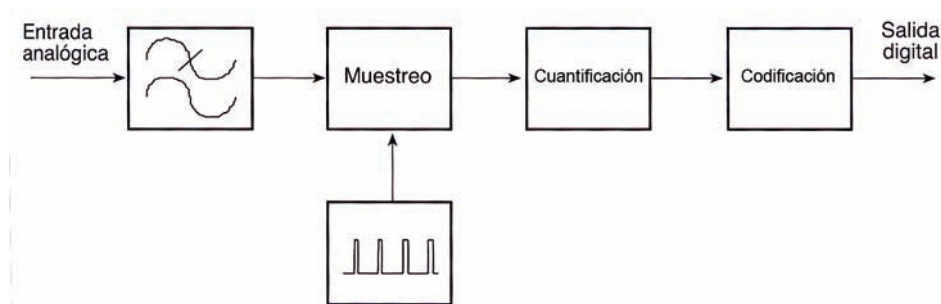 Entrada
analógica
Muestreo
Cuantificación
Codificación
Salida
digital